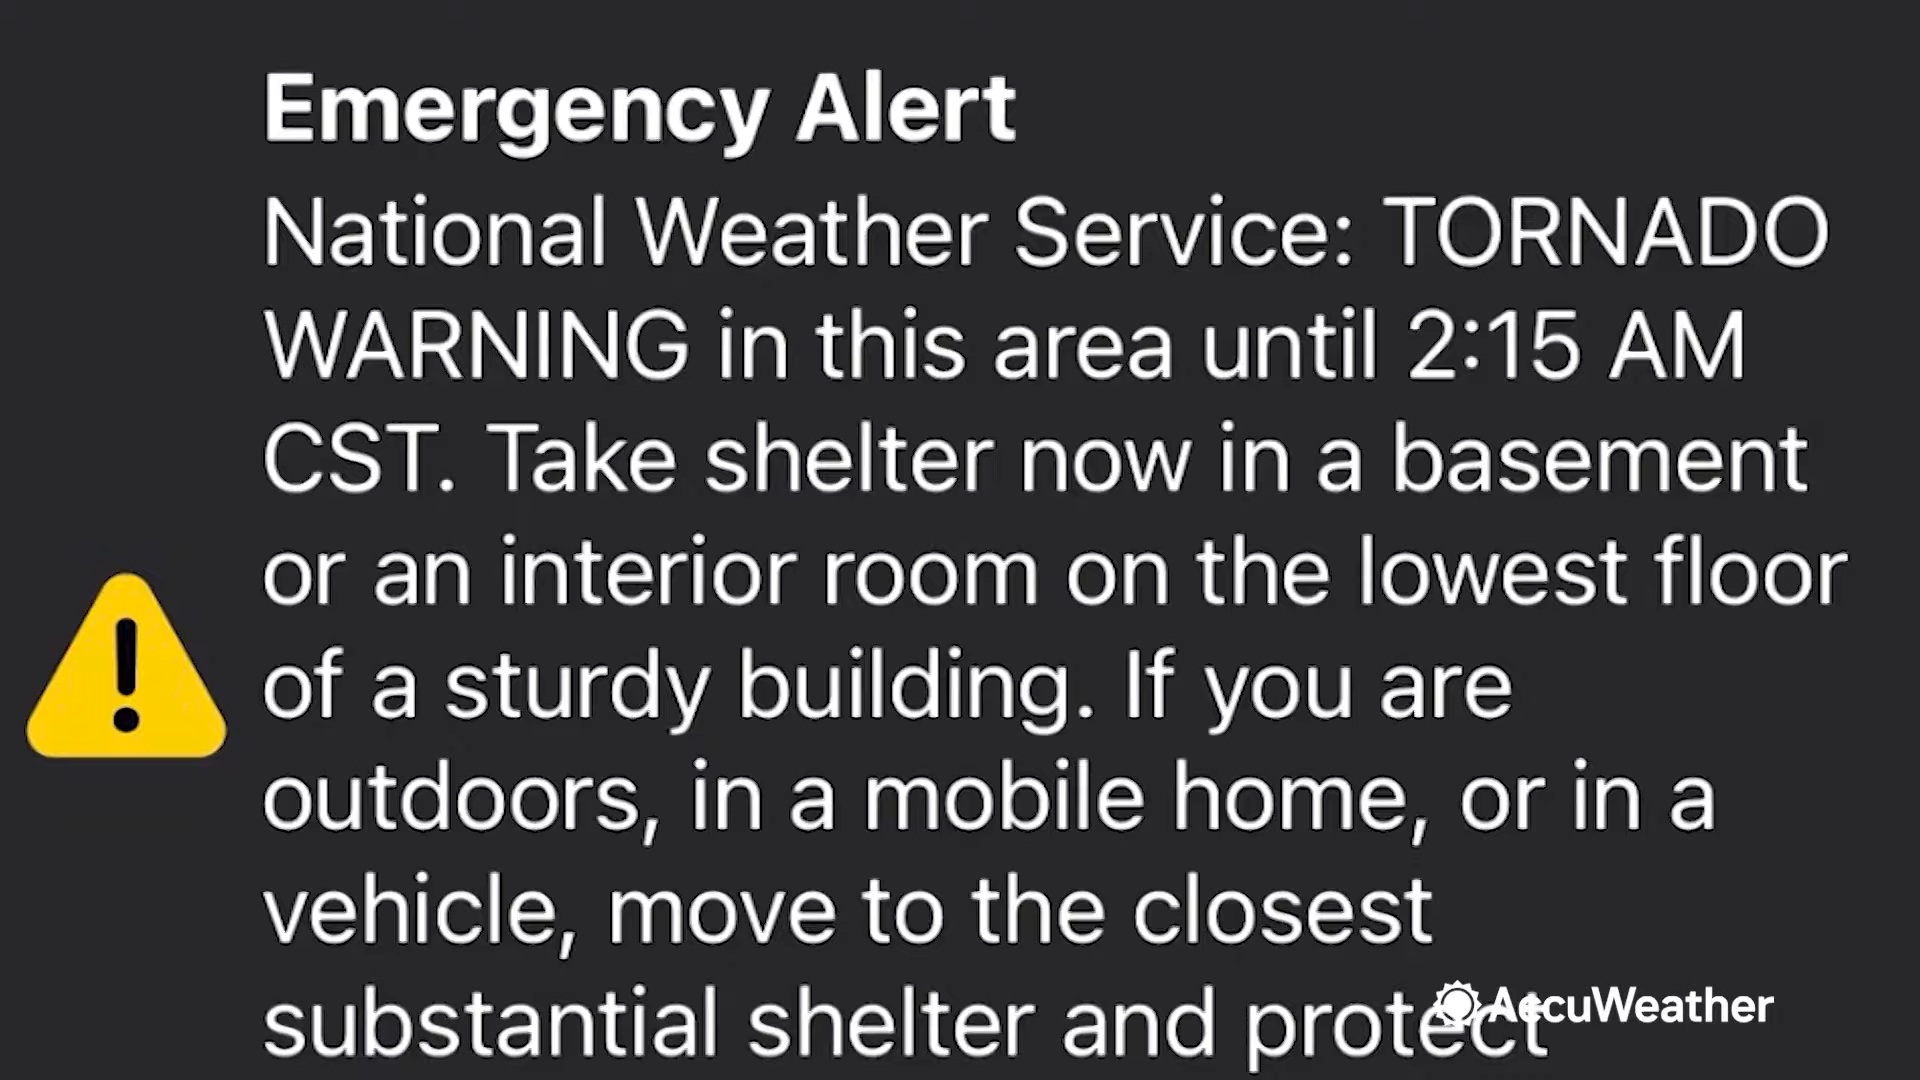 Emergency Alert
National Weather Service: TORNADO
WARNING in this area until 2:15 AM
CST. Take shelter now in a basement
or an interior room on the lowest floor
of a sturdy building. If you are
outdoors, in a mobile home, or in a
vehicle, move to the closest
substantial shelter and protect
AccuWeather